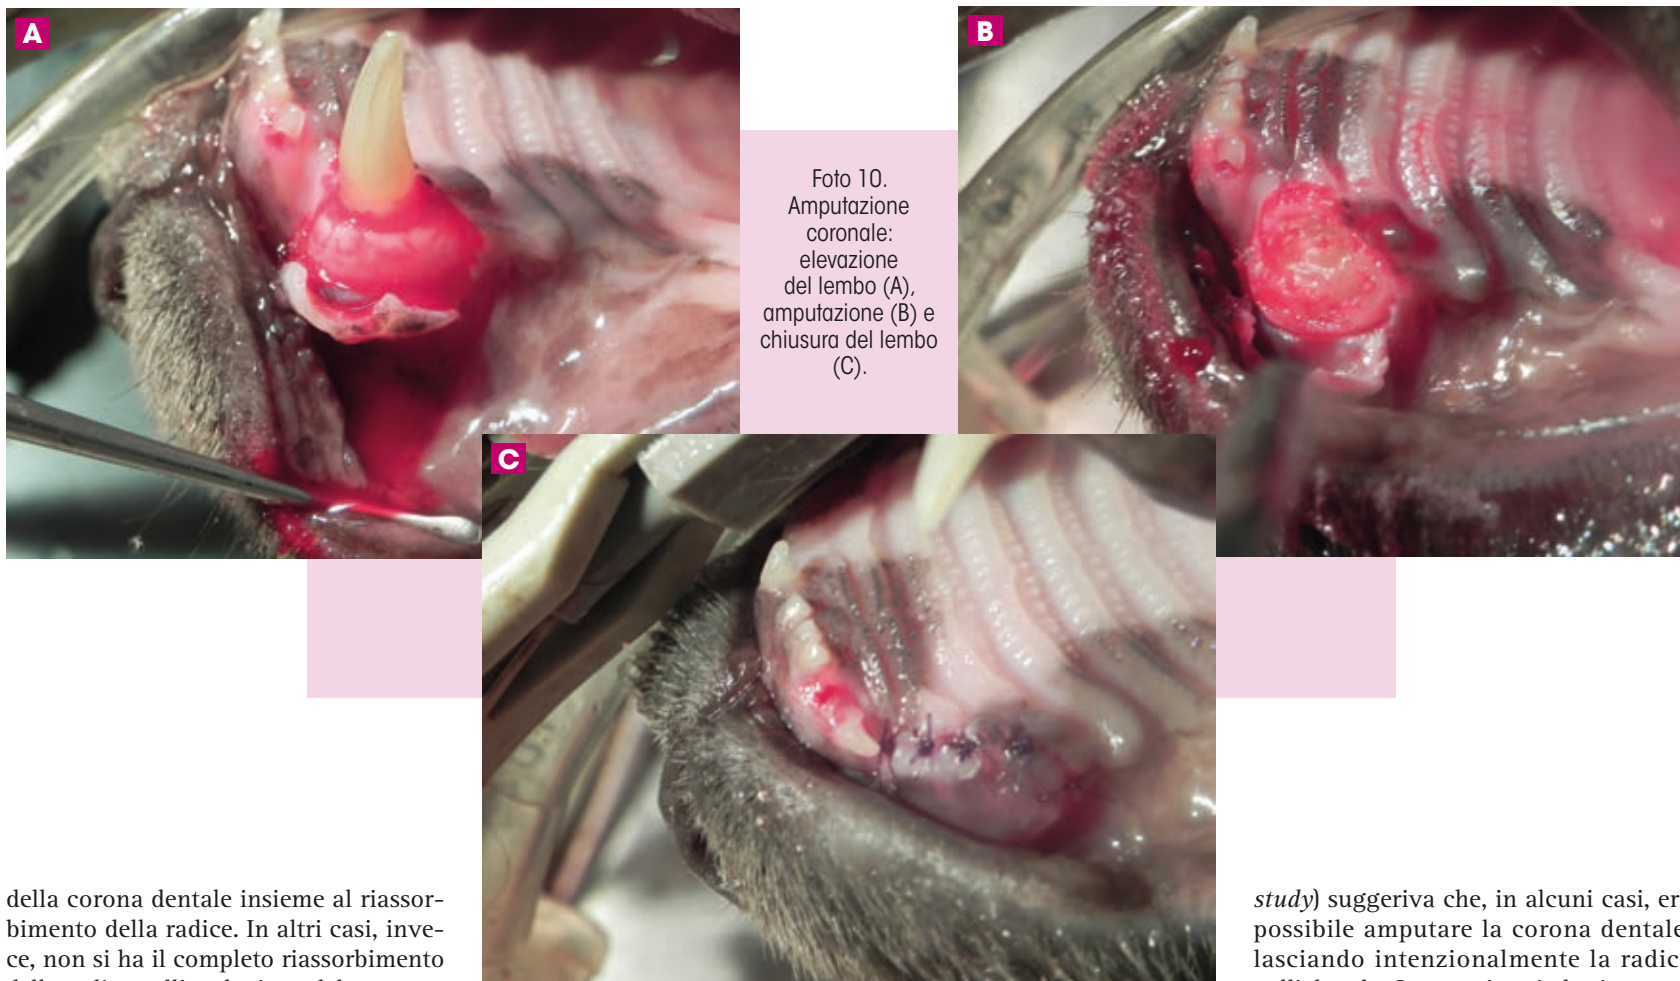 A
B
Foto 10.
Amputazione
coronale:
elevazione
del lembo (A),
amputazione (B) e
chiusura del lembo
(C).
C
della corona dentale insieme al riassor-
bimento della radice. In altri casi, inve-
ce, non si ha il completo riassorbimento
study) suggeriva che, in alcuni casi, er
possibile amputare la corona dentale
lasciando intenzionalmente la radic